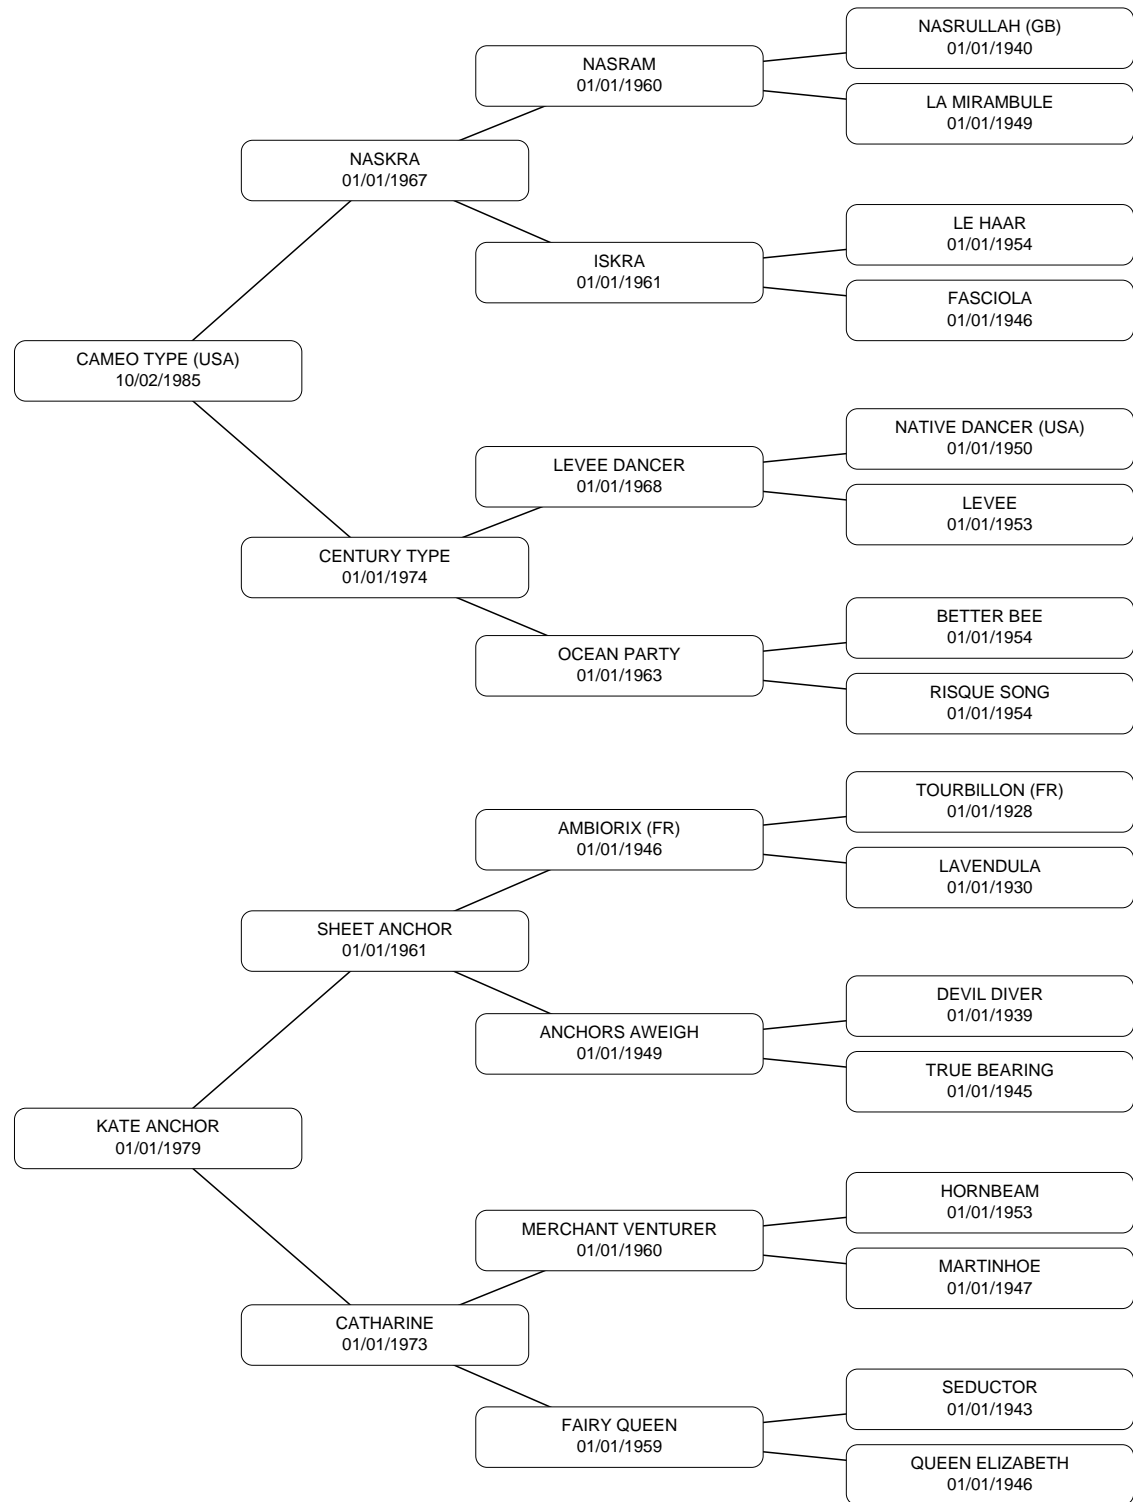 NASRULLAH (GB)
01/01/1940
NASRAM
01/01/1960
LA MIRAMBULE
01/01/1949
NASKRA
01/01/1967
LE HAAR
01/01/1954
ISKRA
01/01/1961
FASCIOLA
01/01/1946
CAMEO TYPE (USA)
10/02/1985
NATIVE DANCER (USA)
01/01/1950
LEVEE DANCER
01/01/1968
LEVEE
01/01/1953
CENTURY TYPE
01/01/1974
BETTER BEE
01/01/1954
OCEAN PARTY
01/01/1963
RISQUE SONG
01/01/1954
TOURBILLON (FR)
01/01/1928
AMBIORIX (FR)
01/01/1946
LAVENDULA
01/01/1930
SHEET ANCHOR
01/01/1961
DEVIL DIVER
01/01/1939
ANCHORS AWEIGH
01/01/1949
TRUE BEARING
01/01/1945
KATE ANCHOR
01/01/1979
HORNBEAM
01/01/1953
MERCHANT VENTURER
01/01/1960
MARTINHOE
01/01/1947
CATHARINE
01/01/1973
SEDUCTOR
01/01/1943
FAIRY QUEEN
01/01/1959
QUEEN ELIZABETH
01/01/1946